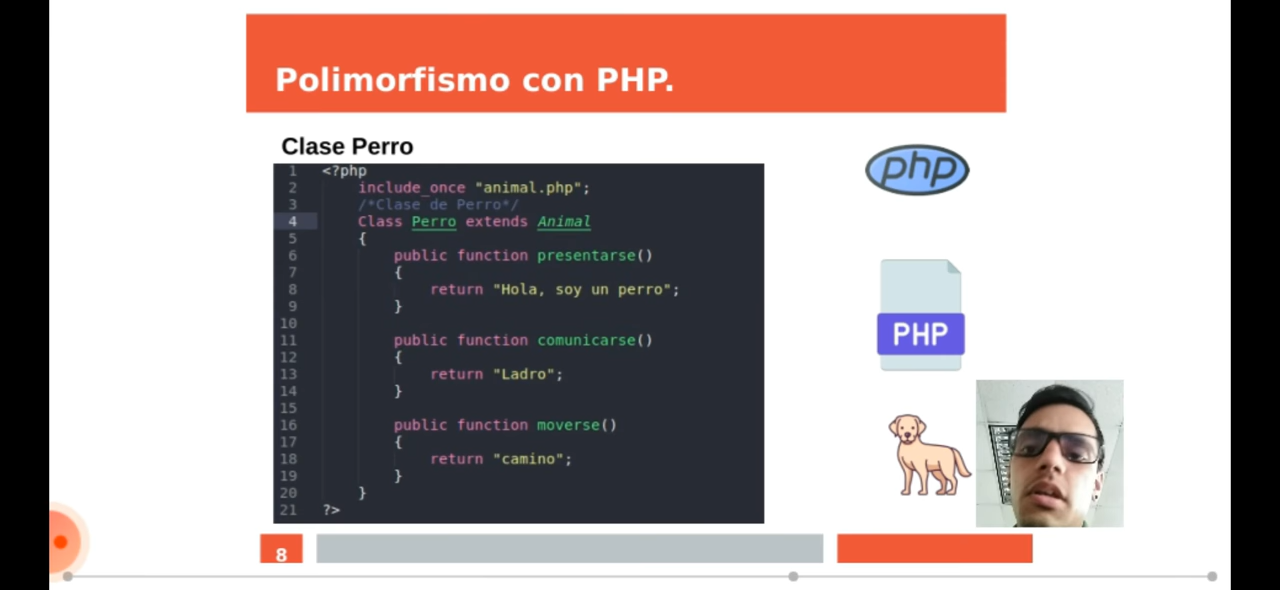 Polimorfismo con PHP.
Clase Perro
1 <?php
2 include_once "animal.php";
3 /*Clase de Perro*/
4 Class Perro extends Animal
5 {
6 public function presentarse()
7 {
8 return "Hola, soy un perro";
9 }
10
11 public function comunicarse()
12 {
13 return "Ladro";
14 }
15
16 public function moverse()
17 {
18 return "camino";
19 }
20 }
21 ?>
php
PHP
8